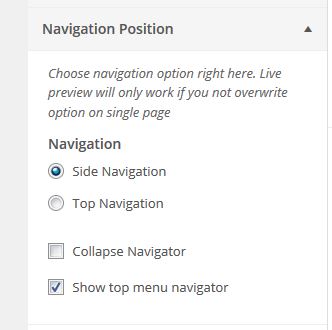 Navigation Position
Choose navigation option right here. Live
preview will only work if you not overwrite
option on single page
Navigation
Side Navigation
Top Navigation
Collapse Navigator
Show top menu navigator